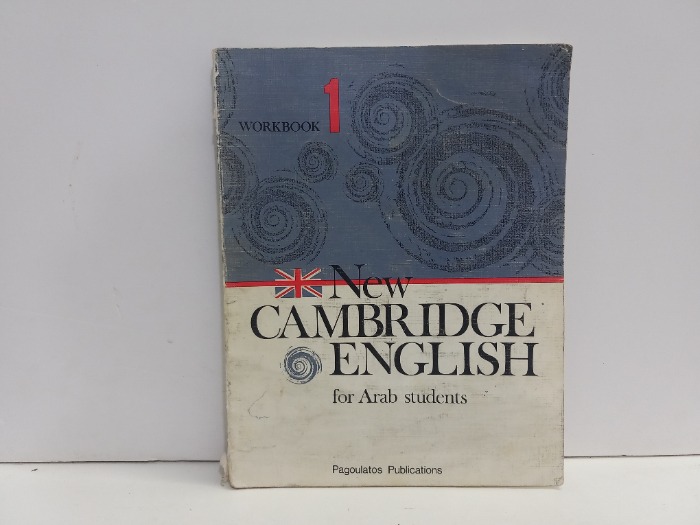 WORKBOOK 1
New
CAMBRIDGE
ENGLISH
for Arab students
Pagoulatos Publications